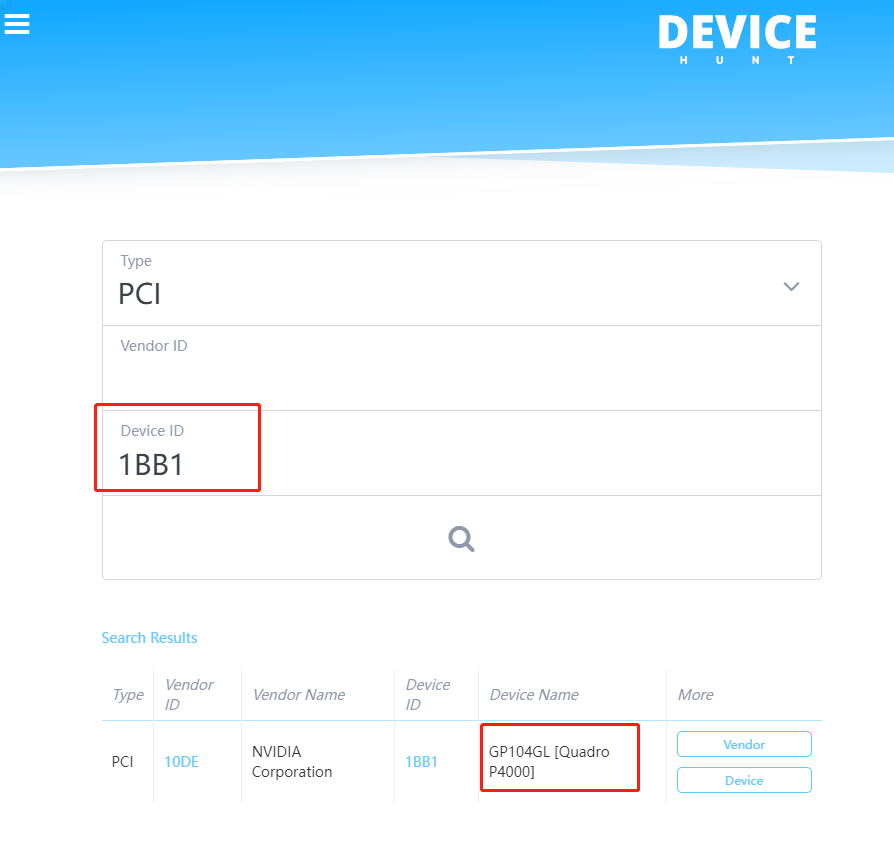 DEVICE
HUNT
Type
PCI
Vendor ID
Device ID
1BB1
Search Results
Type
Vendor
ID
Vendor Name
Device
ID
Device Name
More
PCI
10DE
NVIDIA
Corporation
1BB1
GP104GL [Quadro
P4000]
Vendor
Device